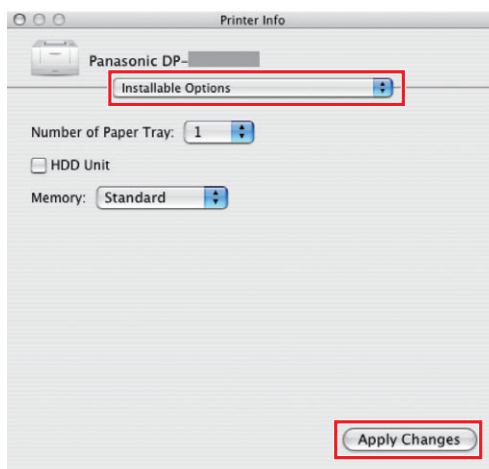 Printer Info
Panasonic DP-
Installable Options
Number of Paper Tray: 1
HDD Unit
Memory: Standard
Apply Changes